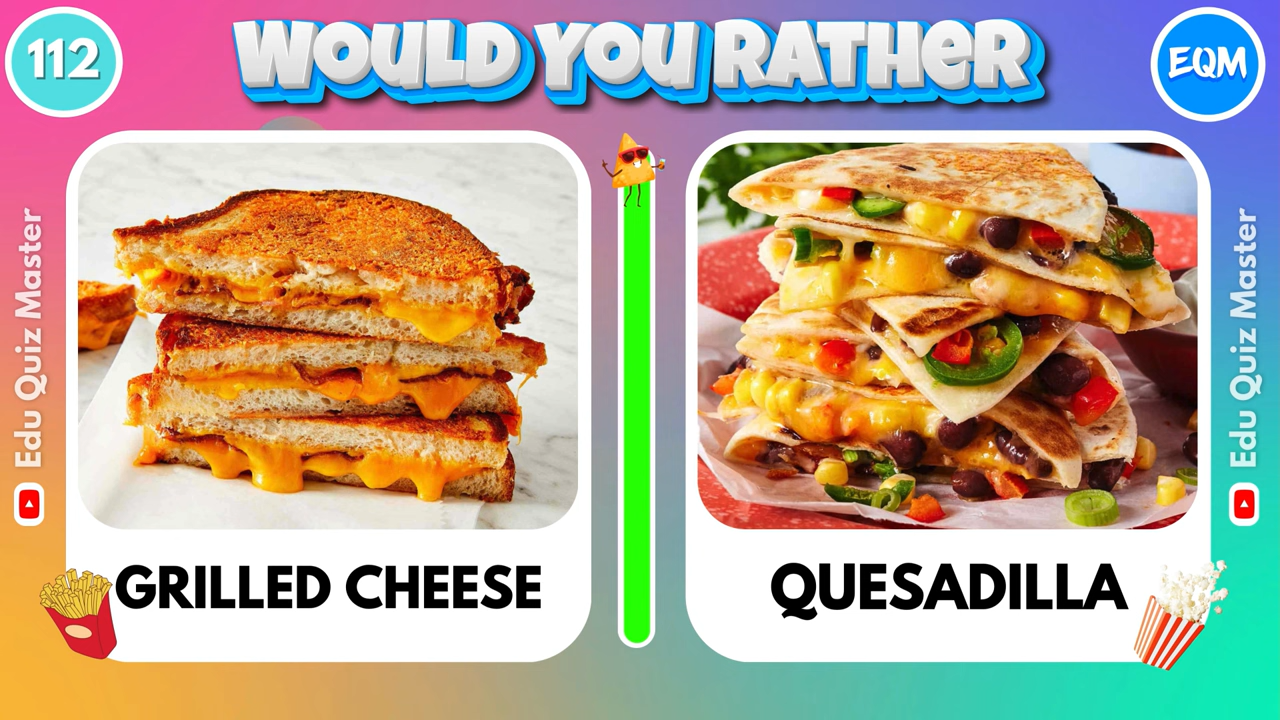 112
WOULD YOU RATHER
EQM
Edu Quiz Master
Edu Quiz Master
GRILLED CHEESE
QUESADILLA